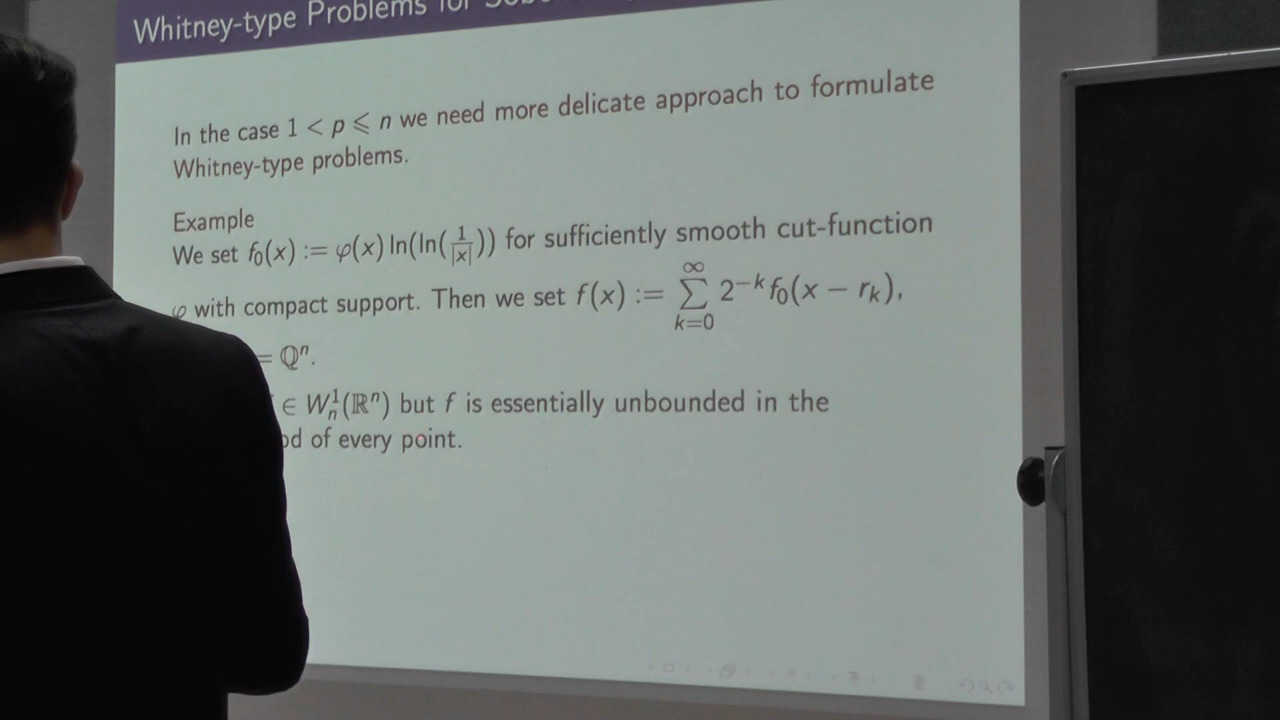 Whitney-type Problems for
In the case 1 < p ⩽ n we need more delicate approach to formulate
Whitney-type problems.
Example
We set f₀(x) := φ(x) ln(ln(1/|x|)) for sufficiently smooth cut-function
φ with compact support. Then we set f(x) := ∑_{k=0}^{∞} 2^{-k} f₀(x − r_k),
= ℚⁿ.
∈ W_n^1(ℝⁿ) but f is essentially unbounded in the
of every point.